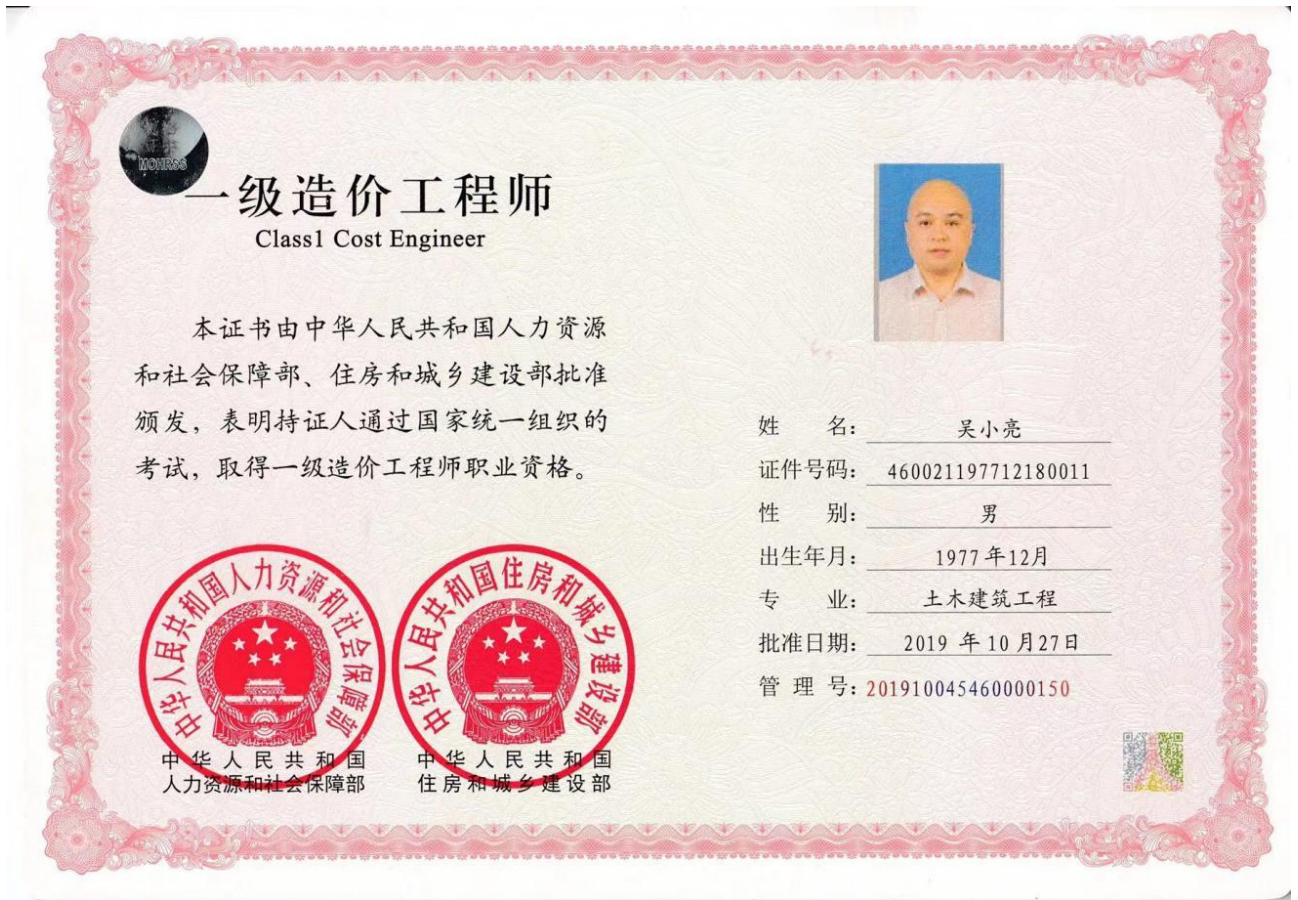 MOHRSS
一级造价工程师
Class1 Cost Engineer
本证书由中华人民共和国人力资源
和社会保障部、住房和城乡建设部批准
颁发，表明持证人通过国家统一组织的
考试，取得一级造价工程师职业资格。
中华人民共和国人力资源和社会保障部
中华人民共和国
人力资源和社会保障部
中华人民共和国住房和城乡建设部
中华人民共和国
住房和城乡建设部
姓 名： 吴小亮
证件号码： 460021197712180011
性 别： 男
出生年月： 1977年12月
专 业： 土木建筑工程
批准日期： 2019 年 10 月27日
管 理 号：201910045460000150